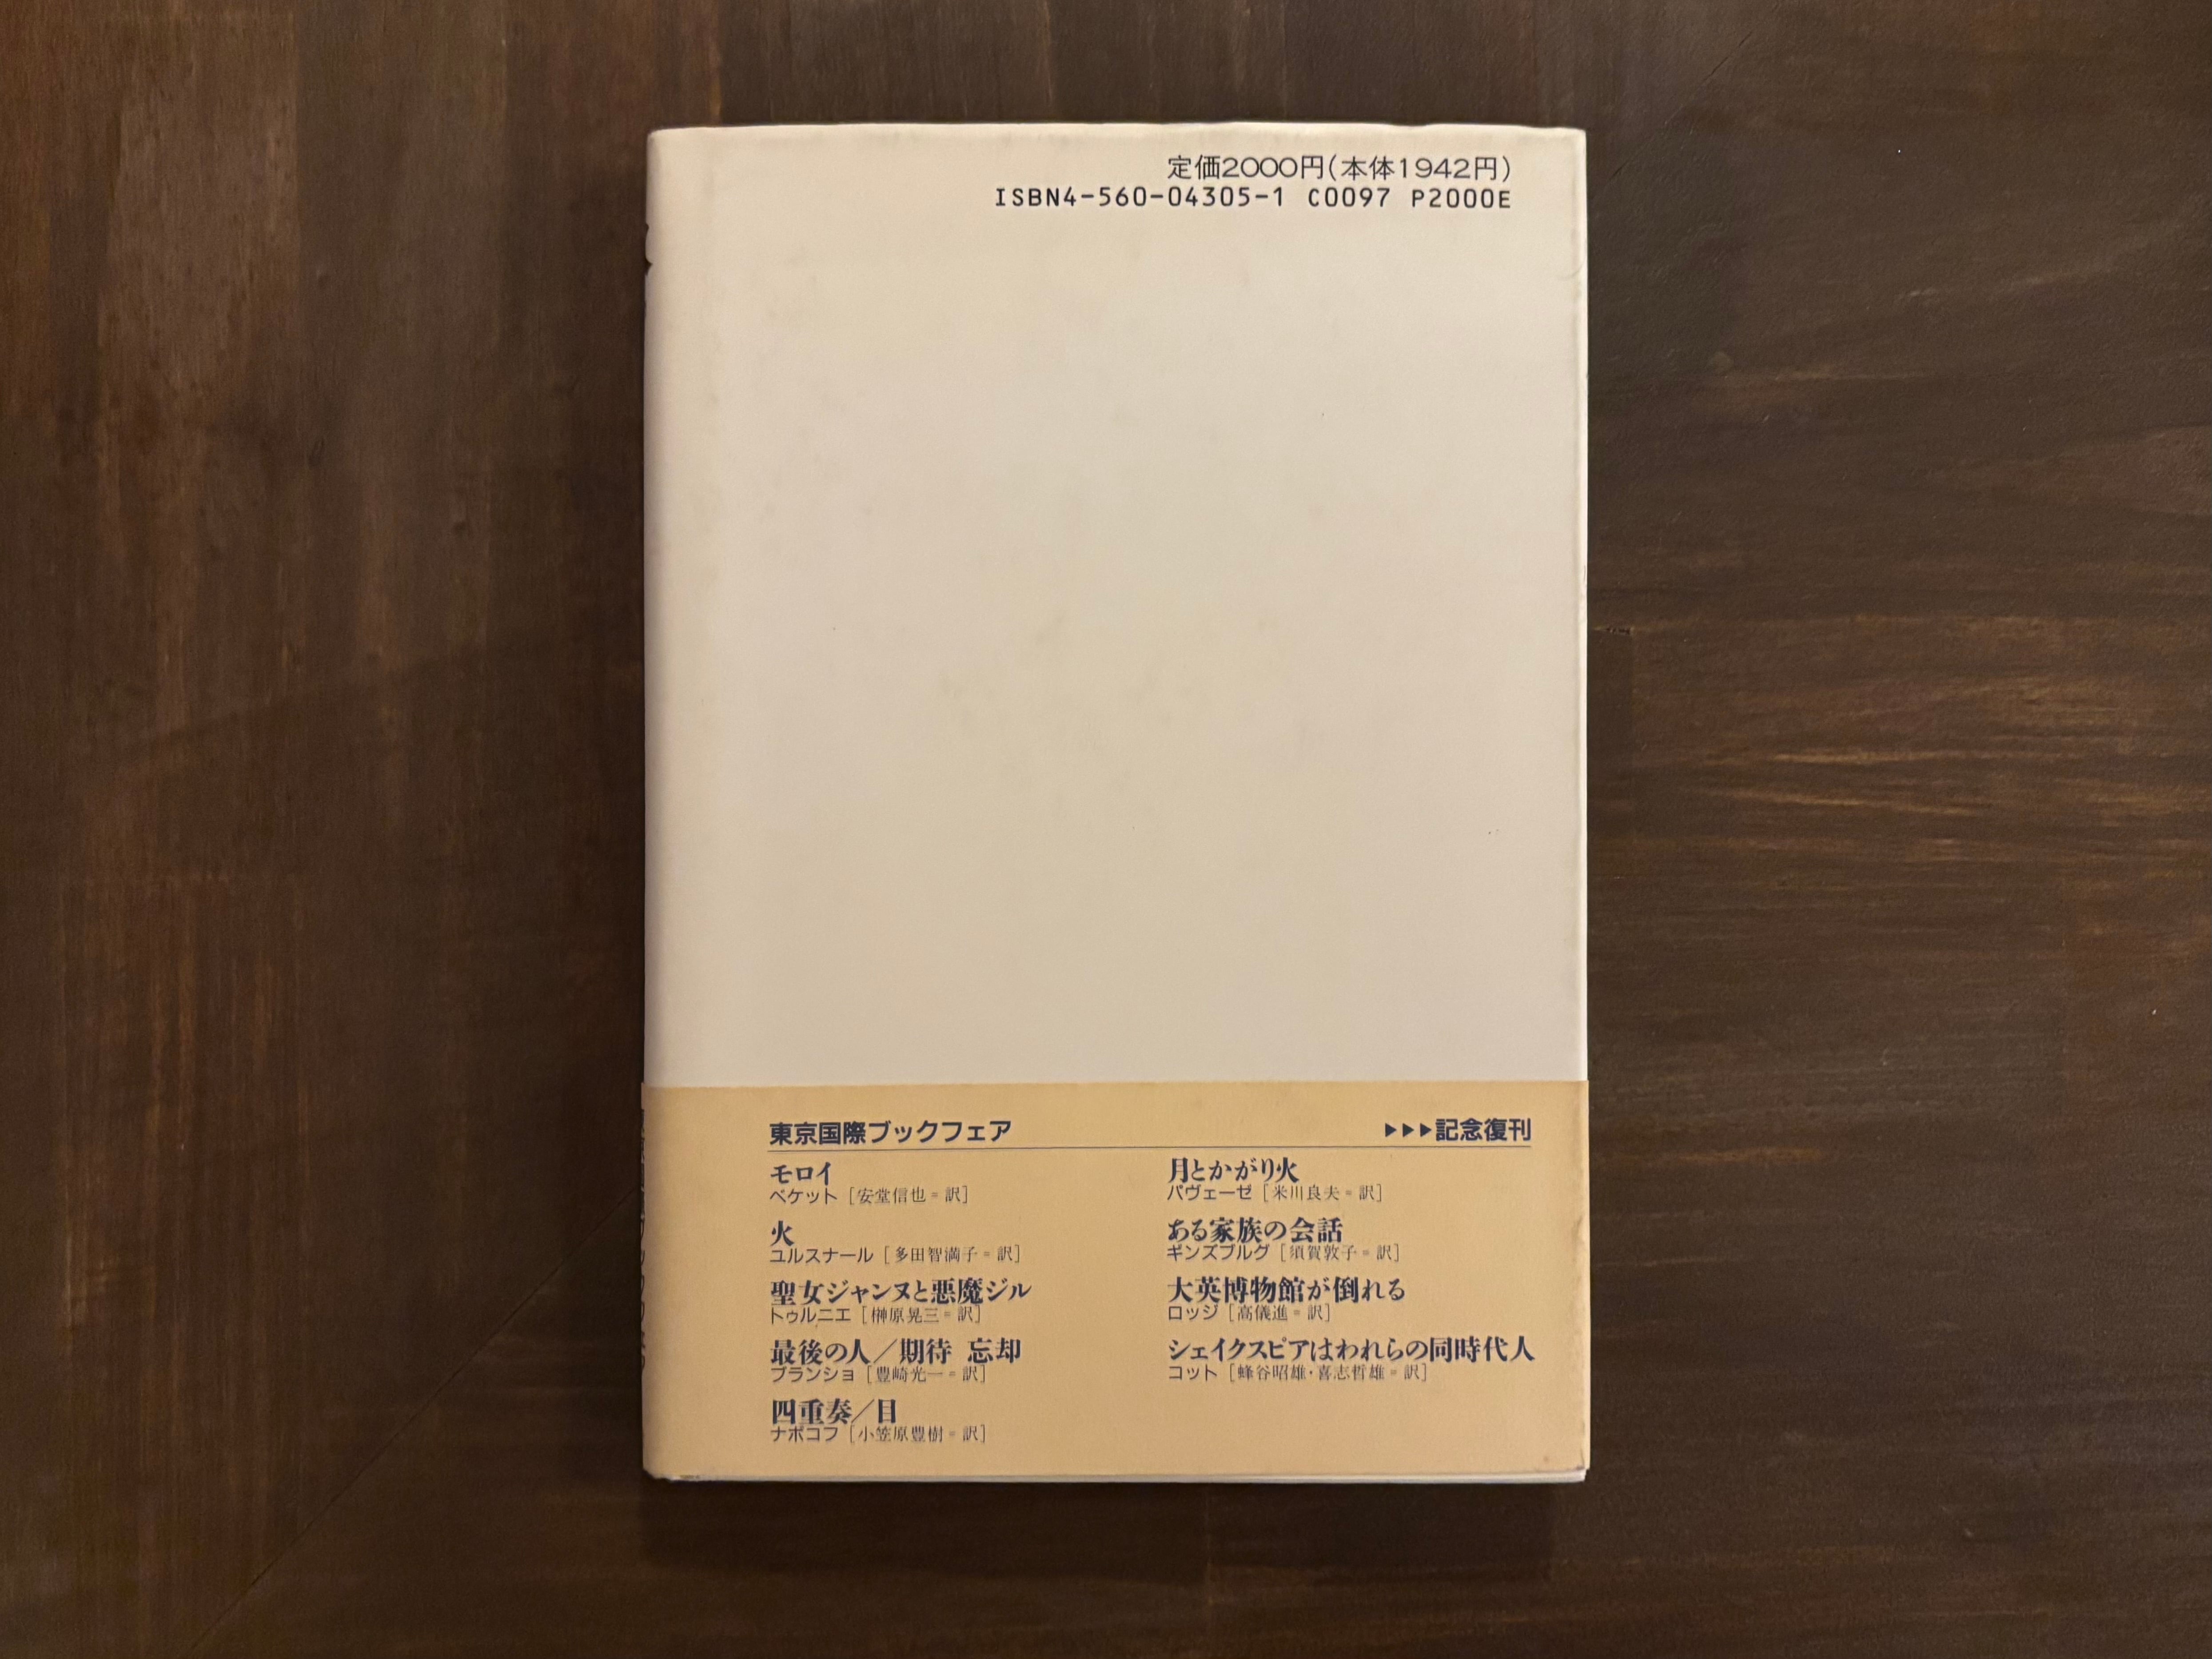 定価2000円(本体1942円)
ISBN4-560-04305-1 C0097 P2000E
東京国際ブックフェア
▶▶▶記念復刊
モロイ
ベケット[安堂信也=訳]
火
ユルスナール[多田智満子=訳]
聖女ジャンヌと悪魔ジル
トゥルニエ[榊原晃三=訳]
最後の人/期待 忘却
ブランショ[豊崎光一=訳]
四重奏/目
ナボコフ[小笠原豊樹=訳]
月とかがり火
パヴェーゼ[米川良夫=訳]
ある家族の会話
ギンズブルグ[須賀敦子=訳]
大英博物館が倒れる
ロッジ[高儀進=訳]
シェイクスピアはわれらの同時代人
コット[蜂谷昭雄・喜志哲雄=訳]